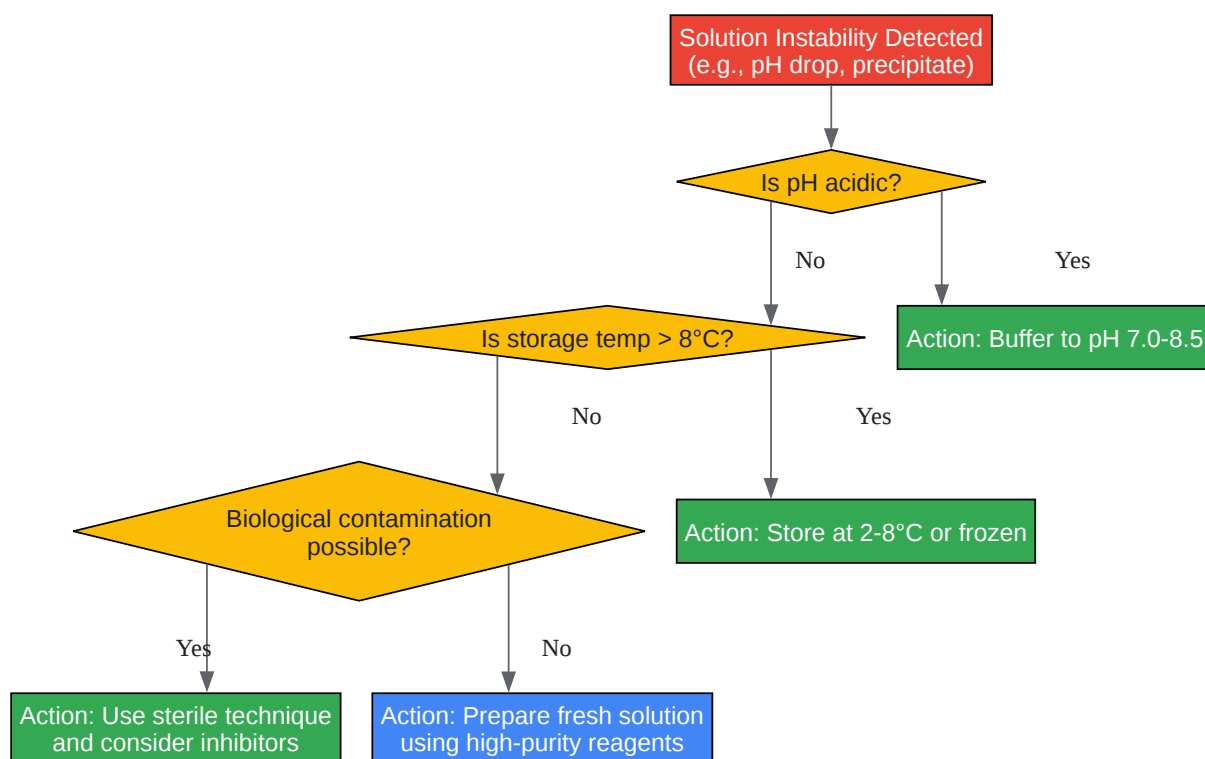 Solution Instability Detected
(e.g., pH drop, precipitate)
Is pH acidic?
No
Yes
Is storage temp > 8°C?
Action: Buffer to pH 7.0-8.5
No
Yes
Biological contamination
possible?
Action: Store at 2-8°C or frozen
Yes
No
Action: Use sterile technique
and consider inhibitors
Action: Prepare fresh solution
using high-purity reagents